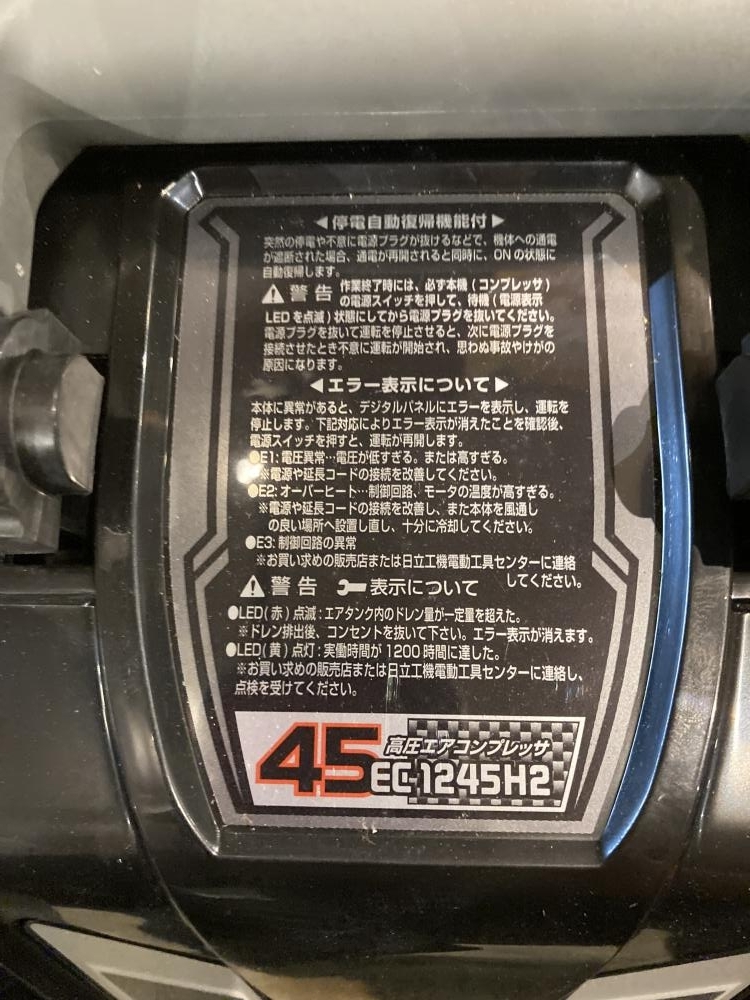 ◀停電自動復帰機能付▶
突然の停電や不意に電源プラグが抜けるなどで、機体への通電
が遮断された場合、通電が再開されると同時に、ONの状態に
自動復帰します。
⚠警告 作業終了時には、必ず本機(コンプレッサ)
の電源スイッチを押して、待機(電源表示
LEDを点滅)状態にしてから電源プラグを抜いてください。
電源プラグを抜いて運転を停止させると、次に電源プラグを
接続させたとき不意に運転が開始され、思わぬ事故やけがの
原因になります。
◀エラー表示について▶
本体に異常があると、デジタルパネルにエラーを表示し、運転を
停止します。下記対応によりエラー表示が消えたことを確認後、
電源スイッチを押すと、運転が再開します。
●E1:電圧異常…電圧が低すぎる。または高すぎる。
※電源や延長コードの接続を改善してください。
●E2:オーバーヒート…制御回路、モータの温度が高すぎる。
※電源や延長コードの接続を改善し、また本体を風通し
の良い場所へ設置し直し、十分に冷却してください。
●E3:制御回路の異常
※お買い求めの販売店または日立工機電動工具センターに連絡
してください。
⚠警告 表示について
●LED(赤)点滅:エアタンク内のドレン量が一定量を超えた。
※ドレン排出後、コンセントを抜いて下さい。エラー表示が消えます。
●LED(黄)点灯:実働時間が1200時間に達した。
※お買い求めの販売店または日立工機電動工具センターに連絡し、
点検を受けてください。
45 高圧エアコンプレッサ
EC-1245H2